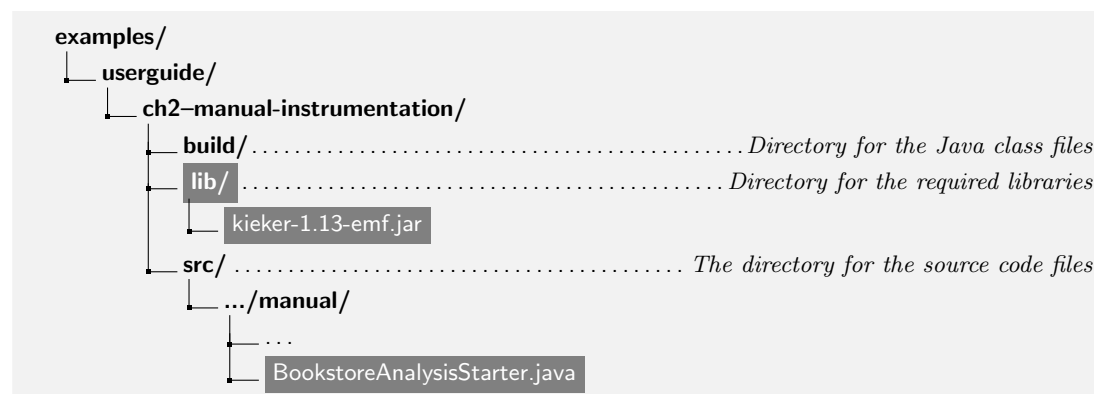 examples/
userguide/
ch2–manual-instrumentation/
build/ . . . . . . . . . . . . . . . . . . . . . . . . . . . . . . . . . . . . . . . . . . . . . . . Directory for the Java class files
lib/ . . . . . . . . . . . . . . . . . . . . . . . . . . . . . . . . . . . . . . . . . . . . . . Directory for the required libraries
kieker-1.13-emf.jar
src/ . . . . . . . . . . . . . . . . . . . . . . . . . . . . . . . . . . . . . . . . . . . The directory for the source code files
.../manual/
. . .
BookstoreAnalysisStarter.java